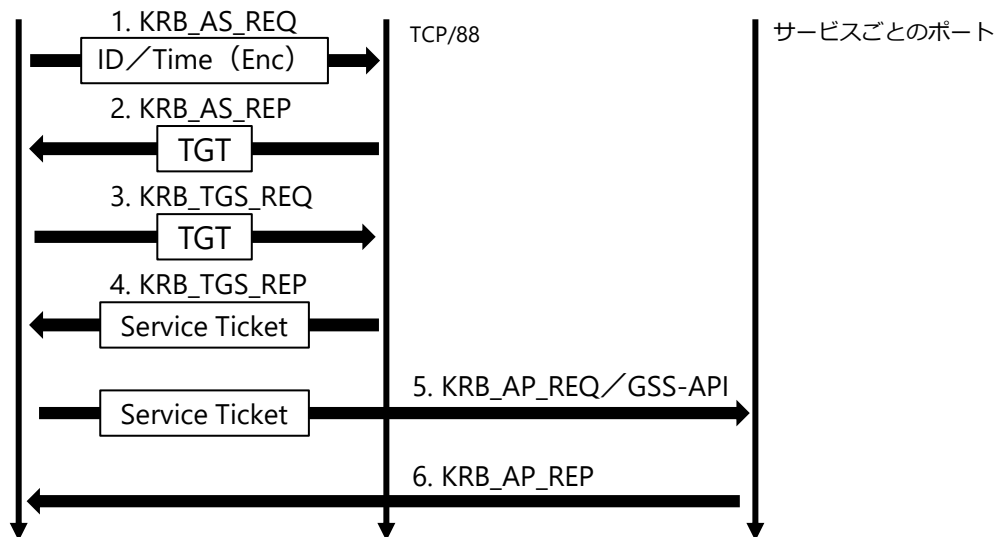 1. KRB_AS_REQ
TCP/88
サービスごとのポート
ID／Time（Enc）
2. KRB_AS_REP
TGT
3. KRB_TGS_REQ
TGT
4. KRB_TGS_REP
Service Ticket
5. KRB_AP_REQ／GSS-API
Service Ticket
6. KRB_AP_REP